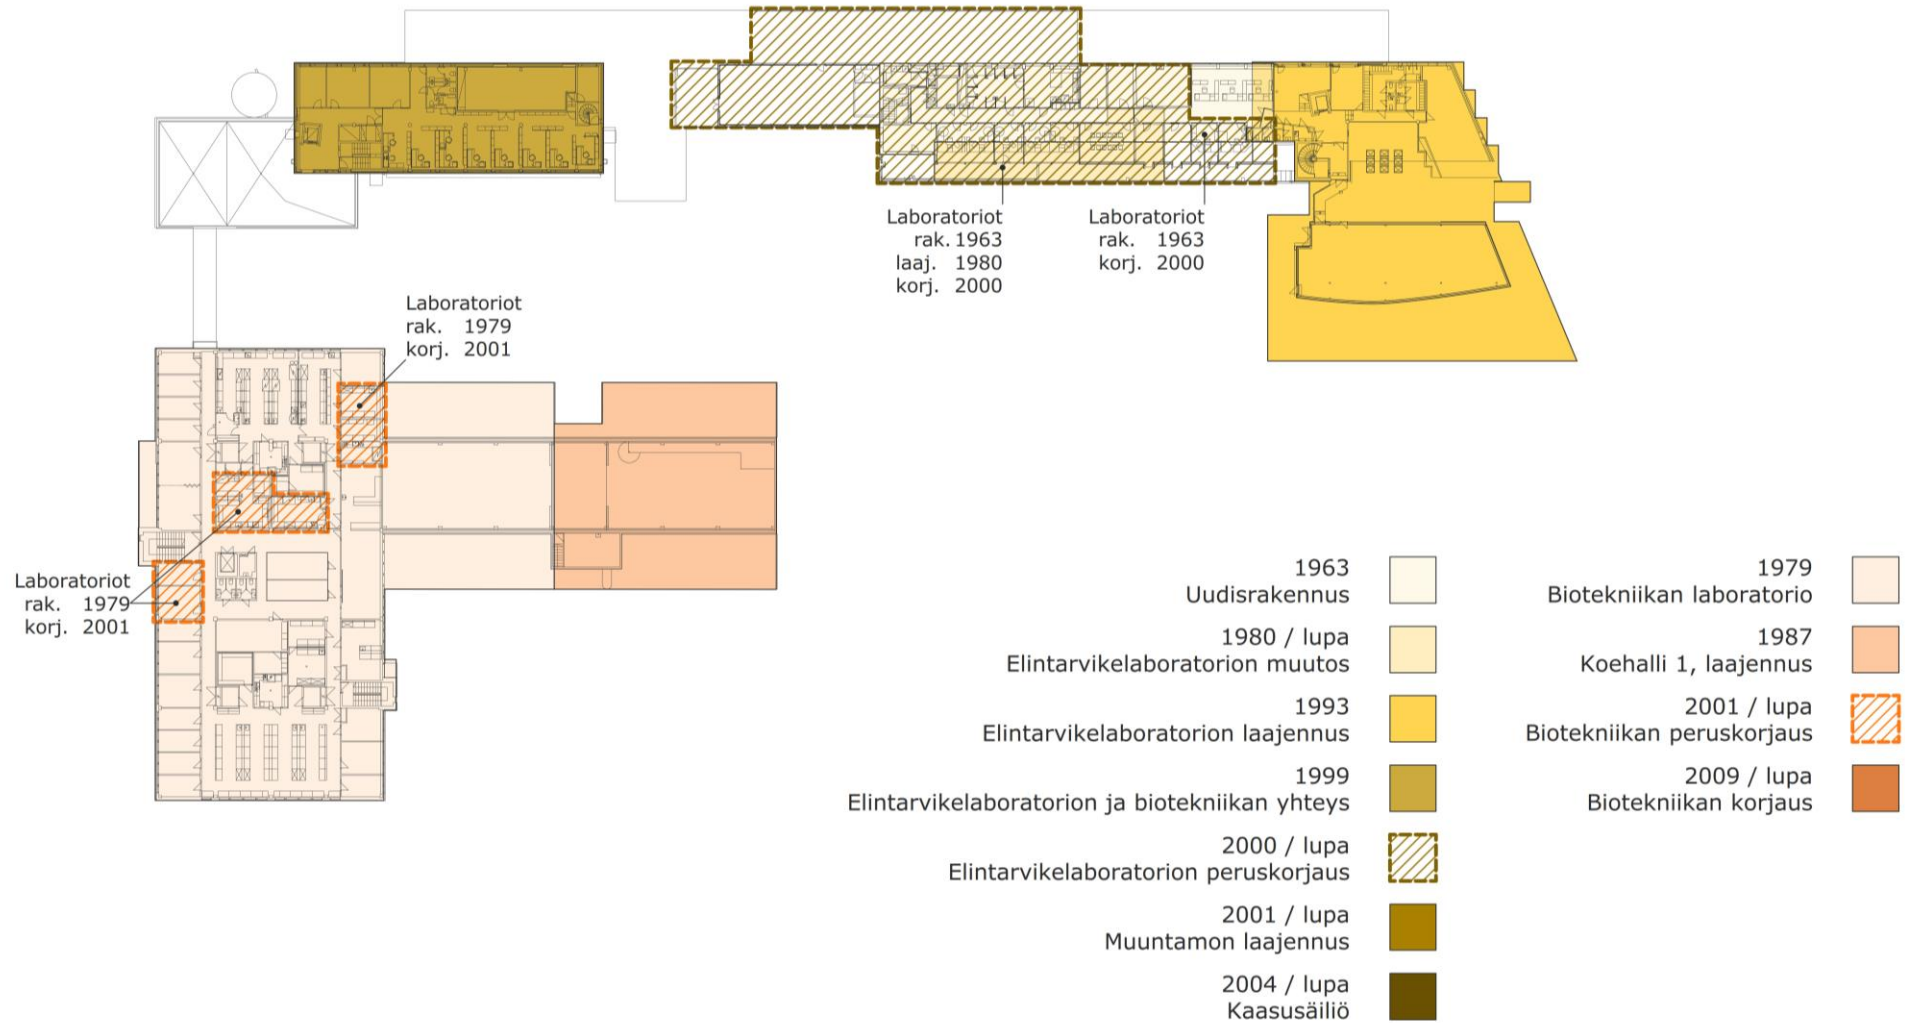 Laboratoriot
rak. 1963
laaj. 1980
korj. 2000
Laboratoriot
rak. 1963
korj. 2000
Laboratoriot
rak. 1979
korj. 2001
Laboratoriot
rak. 1979
korj. 2001
1963
Uudisrakennus
1980 / lupa
Elintarvikelaboratorion muutos
1993
Elintarvikelaboratorion laajennus
1999
Elintarvikelaboratorion ja biotekniikan yhteys
2000 / lupa
Elintarvikelaboratorion peruskorjaus
2001 / lupa
Muuntamon laajennus
2004 / lupa
Kaasusäiliö
1979
Biotekniikan laboratorio
1987
Koehalli 1, laajennus
2001 / lupa
Biotekniikan peruskorjaus
2009 / lupa
Biotekniikan korjaus